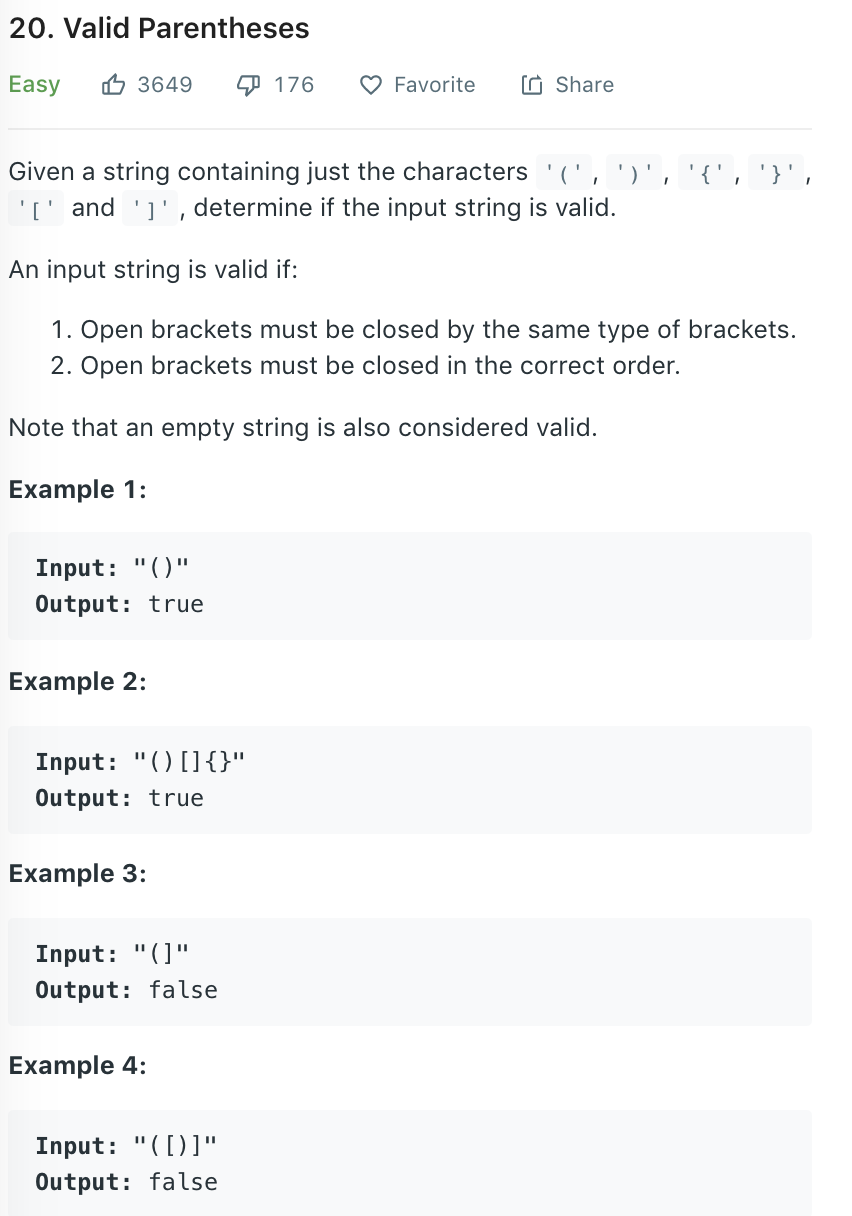 20. Valid Parentheses
Easy 3649 176 Favorite Share
Given a string containing just the characters '(', ')', '{', '}',
'[' and ']', determine if the input string is valid.
An input string is valid if:
1. Open brackets must be closed by the same type of brackets.
2. Open brackets must be closed in the correct order.
Note that an empty string is also considered valid.
Example 1:
Input: "()"
Output: true
Example 2:
Input: "()[]{}"
Output: true
Example 3:
Input: "(]"
Output: false
Example 4:
Input: "([)]"
Output: false